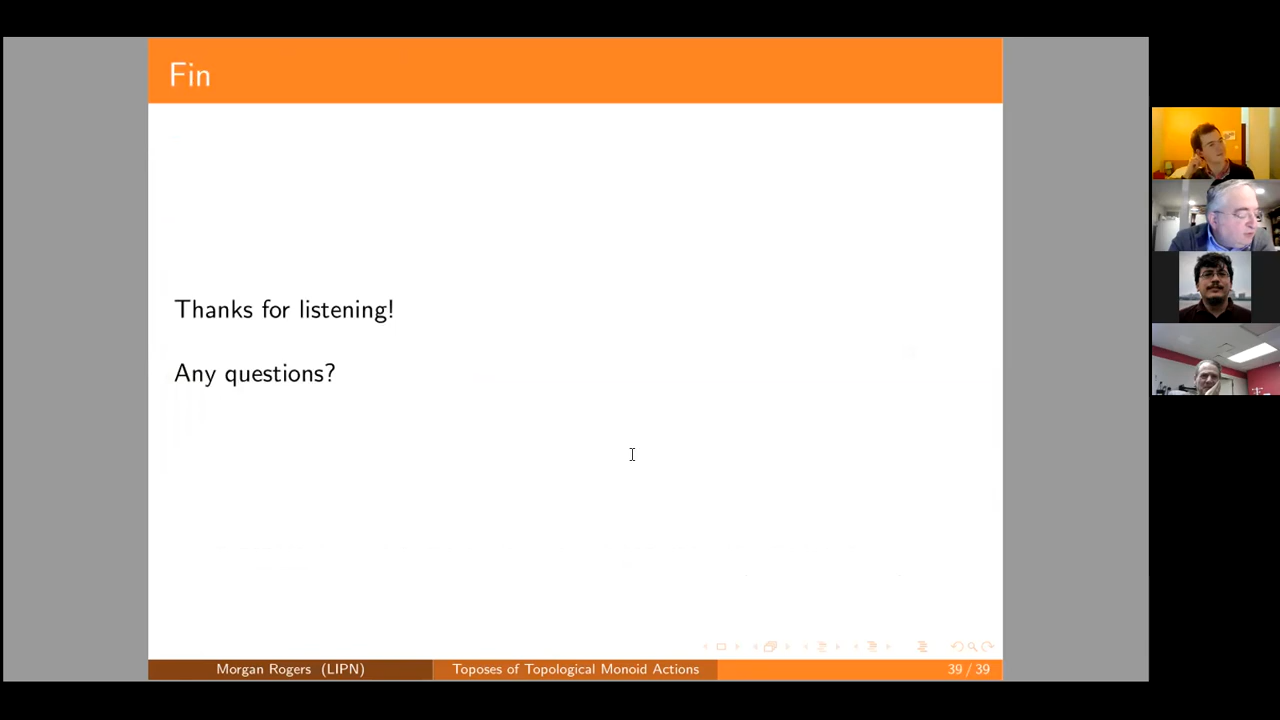 Fin
Thanks for listening!
Any questions?
Morgan Rogers (LIPN)
Toposes of Topological Monoid Actions
39 / 39